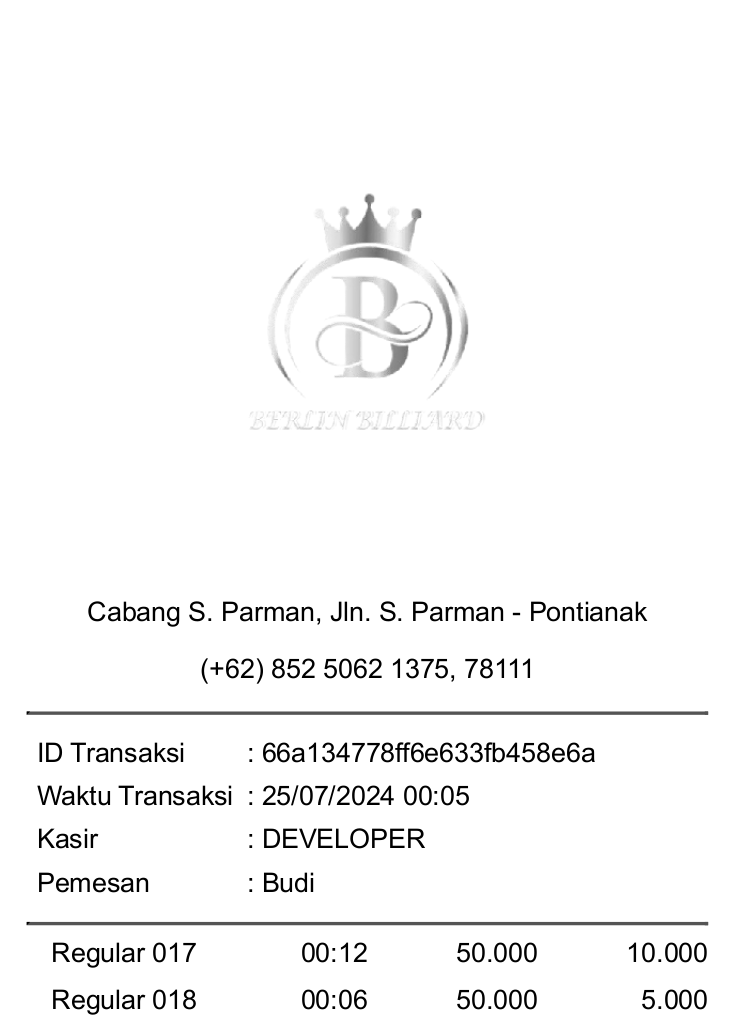 B
BERLIN BILLIARD
Cabang S. Parman, Jln. S. Parman - Pontianak
(+62) 852 5062 1375, 78111
ID Transaksi : 66a134778ff6e633fb458e6a
Waktu Transaksi : 25/07/2024 00:05
Kasir : DEVELOPER
Pemesan : Budi
Regular 017 00:12 50.000 10.000
Regular 018 00:06 50.000 5.000